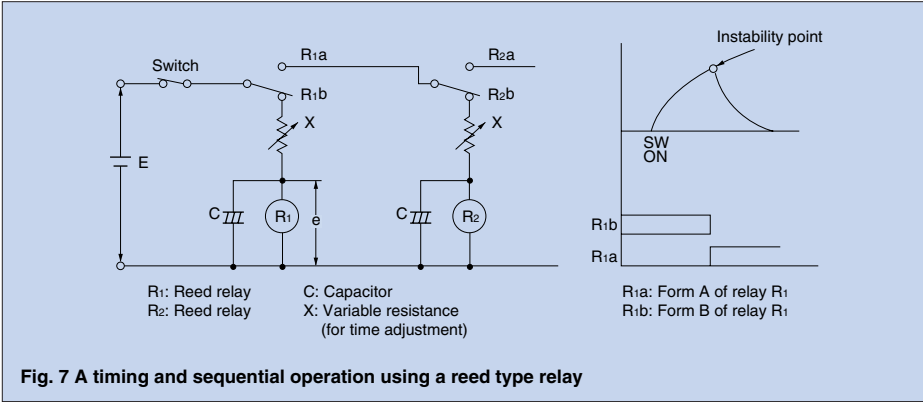 Switch
R1a
R1b
X
E
C
R1
e
R2a
R2b
X
C
R2
Instability point
SW
ON
R1b
R1a
R1: Reed relay
R2: Reed relay
C: Capacitor
X: Variable resistance
(for time adjustment)
R1a: Form A of relay R1
R1b: Form B of relay R1
Fig. 7 A timing and sequential operation using a reed type relay